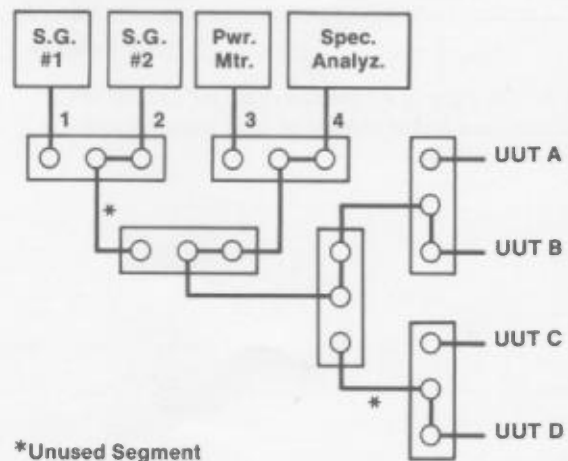 S.G.
#1
S.G.
#2
Pwr.
Mtr.
Spec.
Analyz.
1
2
3
4
*
UUT A
UUT B
UUT C
*
UUT D
*Unused Segment